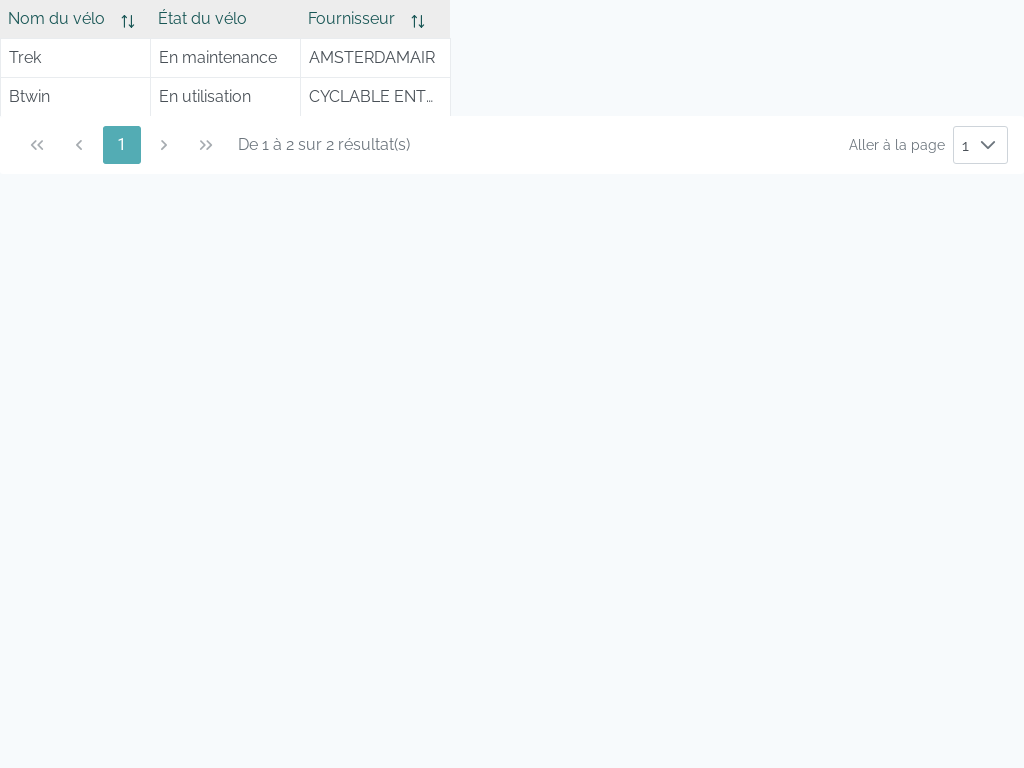 Nom du vélo État du vélo Fournisseur
Trek En maintenance AMSTERDAMAIR
Btwin En utilisation CYCLABLE ENT…
1 De 1 à 2 sur 2 résultat(s) Aller à la page 1